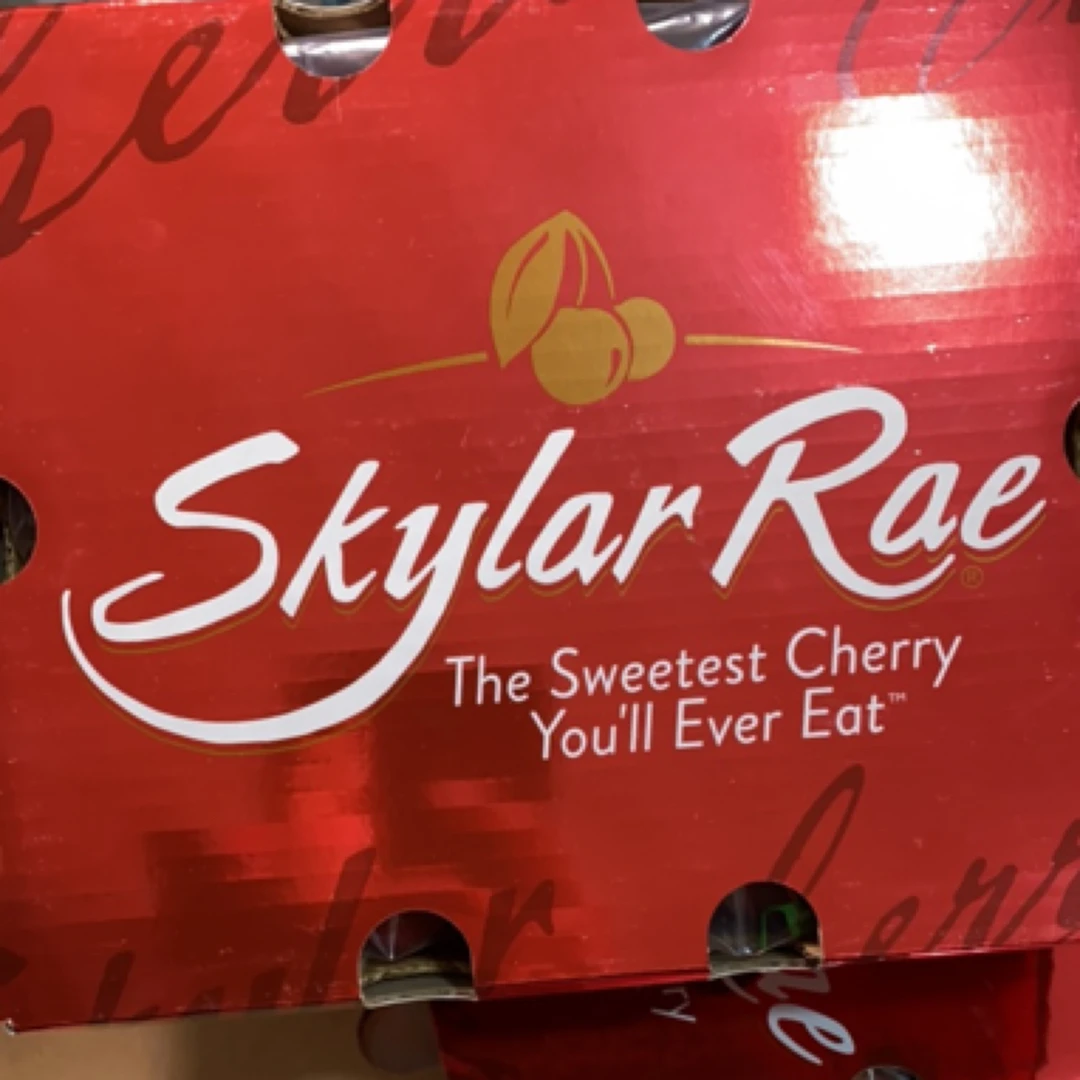 Skylar Rae®
The Sweetest Cherry
You'll Ever Eat™